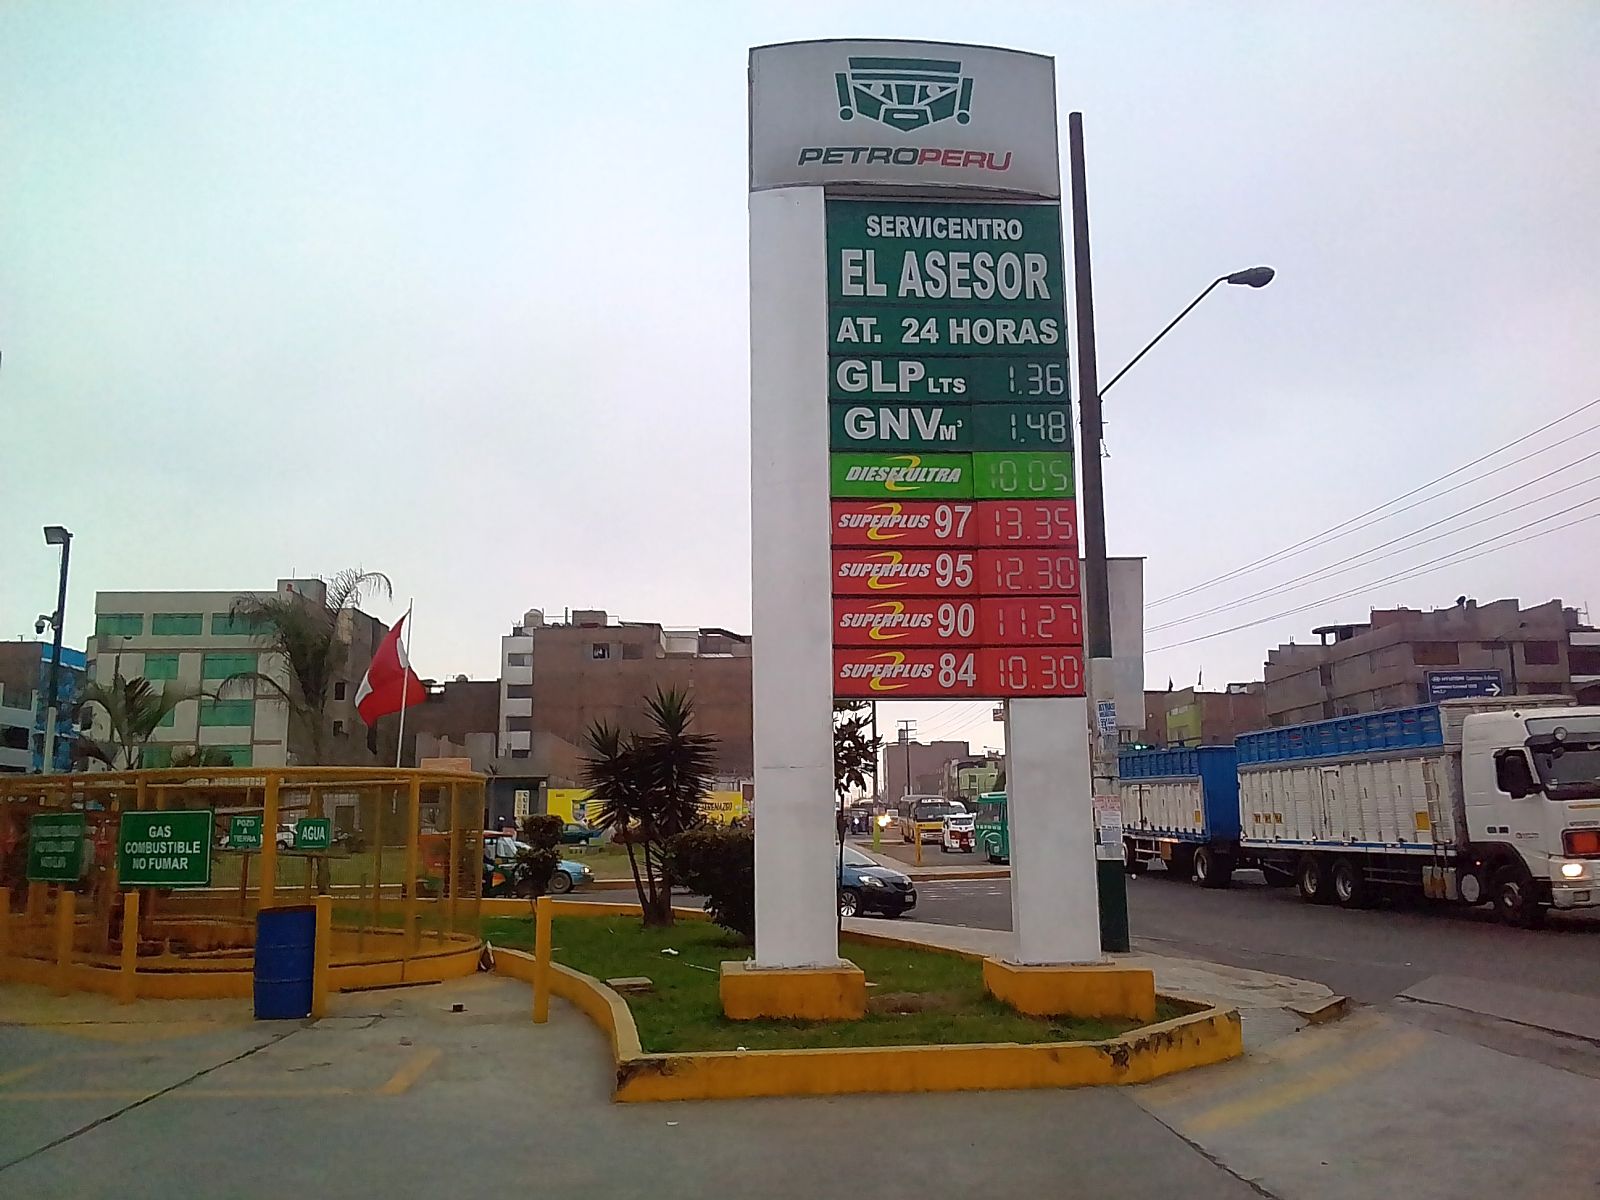 PETROPERU
SERVICENTRO
EL ASESOR
AT. 24 HORAS
GLP LTS 1.36
GNV M³ 1.48
DIESEL ULTRA 10.05
SUPERPLUS 97 13.35
SUPERPLUS 95 12.30
SUPERPLUS 90 11.27
SUPERPLUS 84 10.30
GAS
COMBUSTIBLE
NO FUMAR
POZO
A
TIERRA
AGUA
HYUNDAI